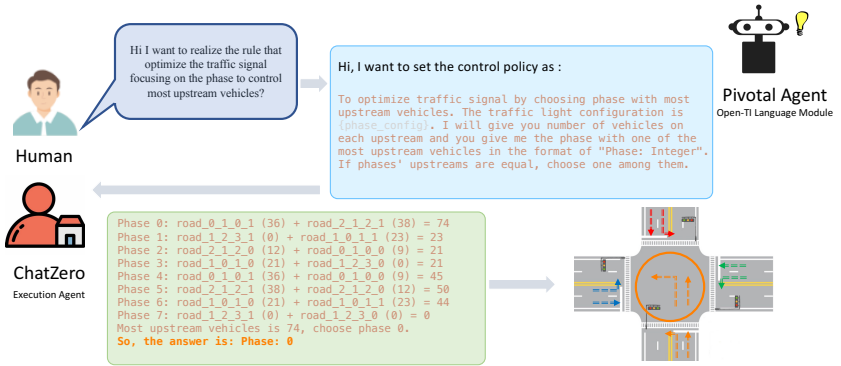 Hi I want to realize the rule that
optimize the traffic signal
focusing on the phase to control
most upstream vehicles?
Human
Hi, I want to set the control policy as :
To optimize traffic signal by choosing phase with most
upstream vehicles. The traffic light configuration is
{phase_config}. I will give you number of vehicles on
each upstream and you give me the phase with one of the
most upstream vehicles in the format of "Phase: Integer".
If phases' upstreams are equal, choose one among them.
Pivotal Agent
Open-TI Language Module
ChatZero
Execution Agent
Phase 0: road_0_1_0_1 (36) + road_2_1_2_1 (38) = 74
Phase 1: road_1_2_3_1 (0) + road_1_0_1_1 (23) = 23
Phase 2: road_2_1_2_0 (12) + road_0_1_0_0 (9) = 21
Phase 3: road_1_0_1_0 (21) + road_1_2_3_0 (0) = 21
Phase 4: road_0_1_0_1 (36) + road_0_1_0_0 (9) = 45
Phase 5: road_2_1_2_1 (38) + road_2_1_2_0 (12) = 50
Phase 6: road_1_0_1_0 (21) + road_1_0_1_1 (23) = 44
Phase 7: road_1_2_3_1 (0) + road_1_2_3_0 (0) = 0
Most upstream vehicles is 74, choose phase 0.
So, the answer is: Phase: 0